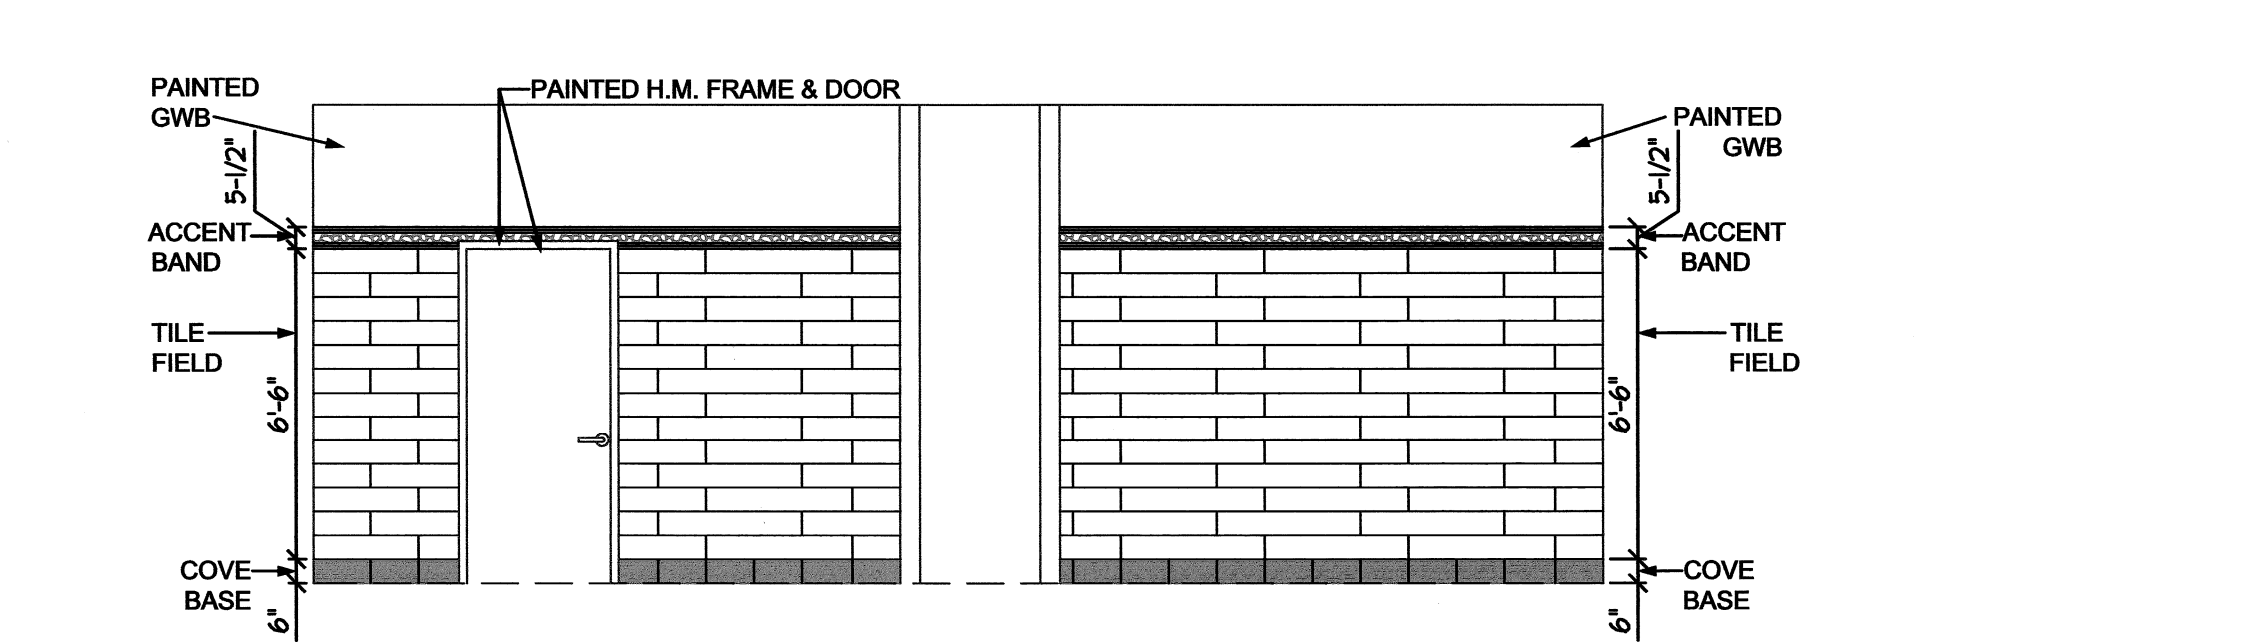 PAINTED
GWB
PAINTED H.M. FRAME & DOOR
PAINTED
GWB
5-1/2"
5-1/2"
ACCENT
BAND
ACCENT
BAND
TILE
FIELD
TILE
FIELD
6'-6"
6'-6"
COVE
BASE
COVE
BASE
6"
6"